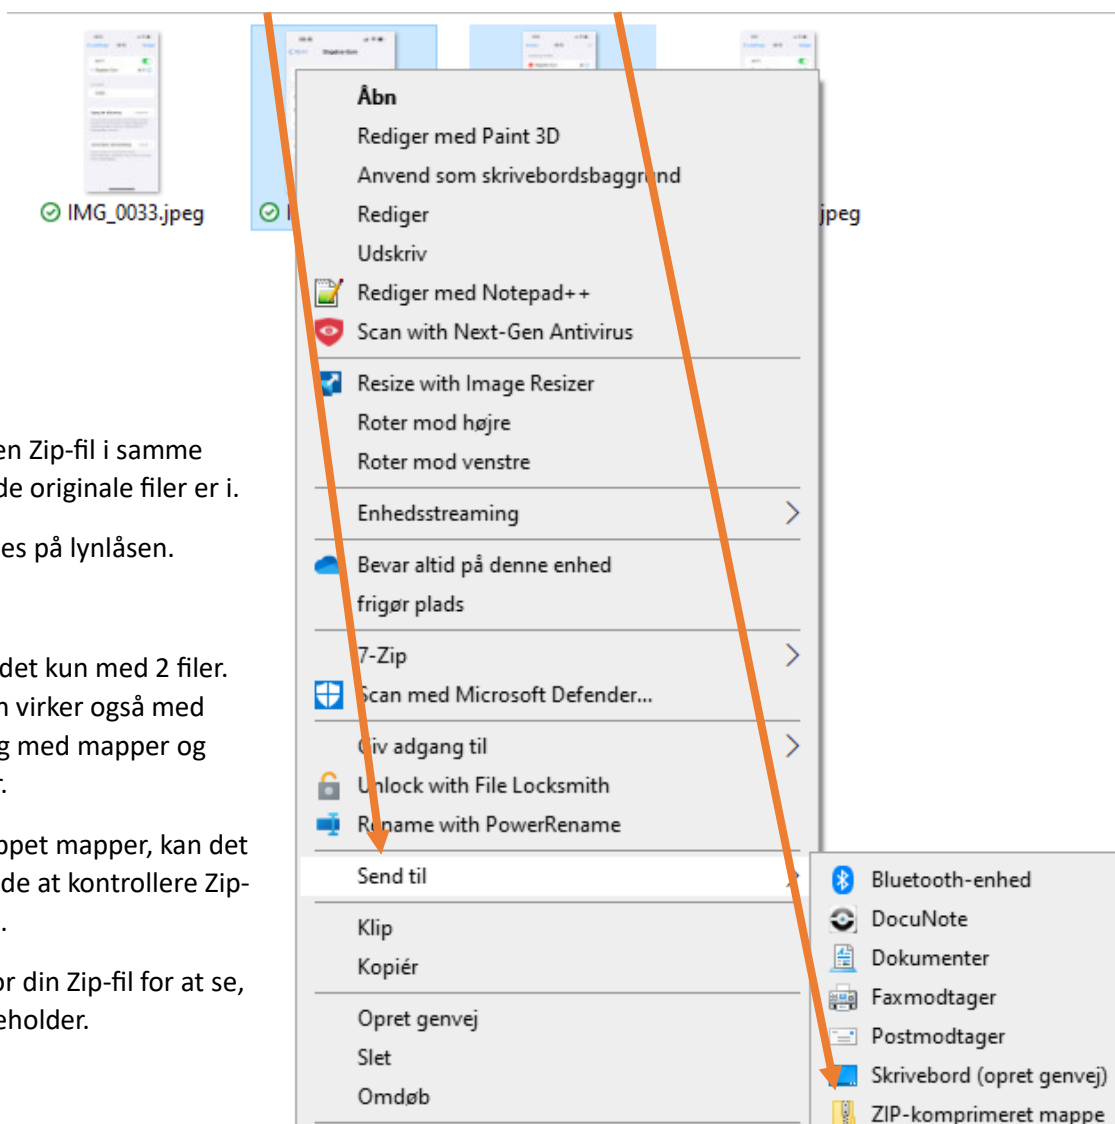 IMG_0033.jpeg
jpeg
Åbn
Rediger med Paint 3D
Anvend som skrivebordsbaggrund
Rediger
Udskriv
Rediger med Notepad++
Scan with Next-Gen Antivirus
Resize with Image Resizer
Roter mod højre
Roter mod venstre
Enhedsstreaming
Bevar altid på denne enhed
frigør plads
7-Zip
Scan med Microsoft Defender...
Giv adgang til
Unlock with File Locksmith
Rename with PowerRename
Send til
Klip
Kopiér
Opret genvej
Slet
Omdøb
Bluetooth-enhed
DocuNote
Dokumenter
Faxmodtager
Postmodtager
Skrivebord (opret genvej)
ZIP-komprimeret mappe
en Zip-fil i samme
de originale filer er i.
es på lynlåsen.
det kun med 2 filer.
n virker også med
g med mapper og
r.
ppet mapper, kan det
de at kontrollere Zip-
.
or din Zip-fil for at se,
eholder.